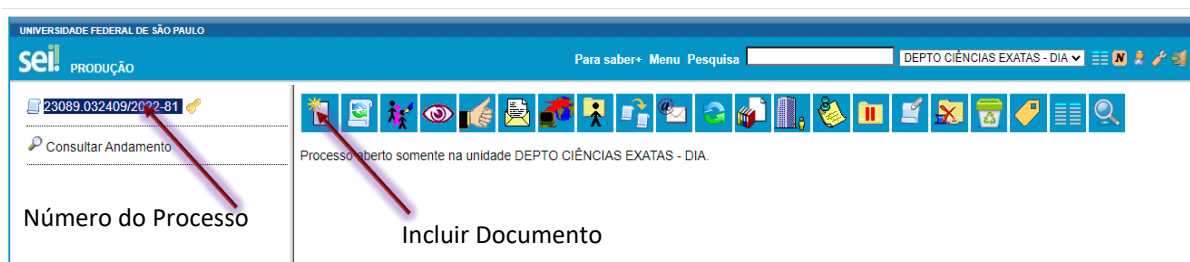 UNIVERSIDADE FEDERAL DE SÃO PAULO
sei! PRODUÇÃO
Para saber+ Menu Pesquisa DEPTO CIÊNCIAS EXATAS - DIA N
23089.032409/2022-81
Consultar Andamento
Processo aberto somente na unidade DEPTO CIÊNCIAS EXATAS - DIA.
Número do Processo
Incluir Documento